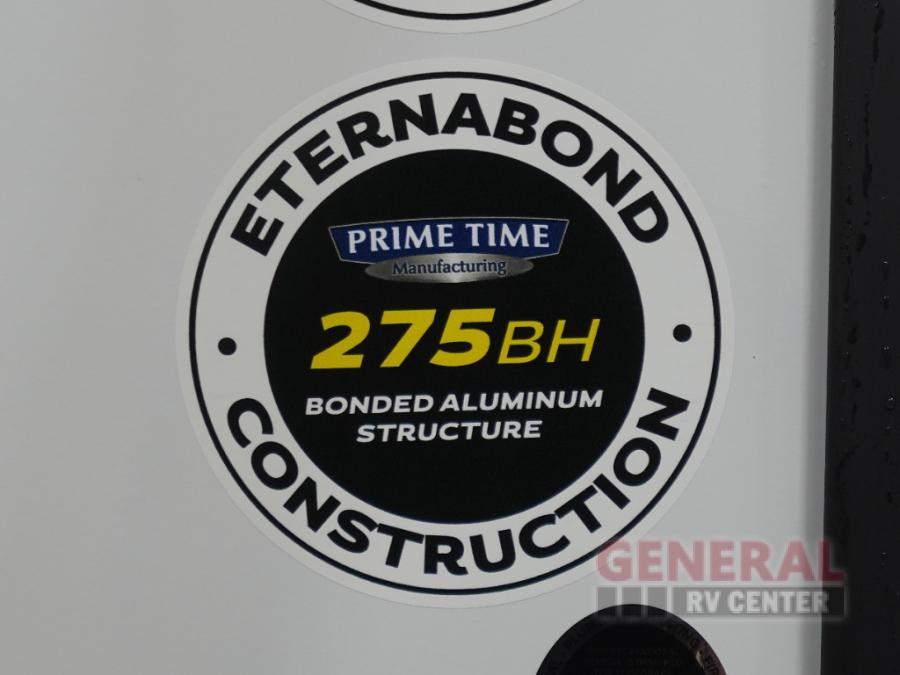 ETERNABOND
PRIME TIME
Manufacturing
275BH
BONDED ALUMINUM
STRUCTURE
CONSTRUCTION
GENERAL
RV CENTER